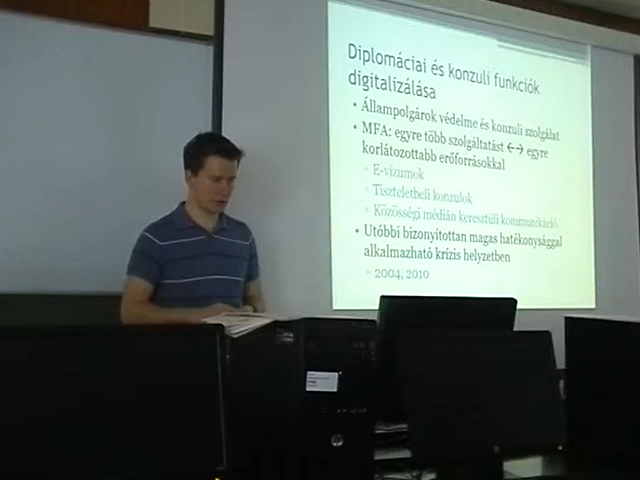 Diplomáciai és konzuli funkciók
digitalizálása
• Állampolgárok védelme és konzuli szolgálat
• MFA: egyre több szolgáltatást ↔ egyre
korlátozottabb erőforrásokkal
▫ E-vízumok
▫ Tiszteletbeli konzulok
▫ Közösségi médián keresztüli kommunikáció
• Utóbbi bizonyítottan magas hatékonysággal
alkalmazható krízis helyzetben
▫ 2004, 2010